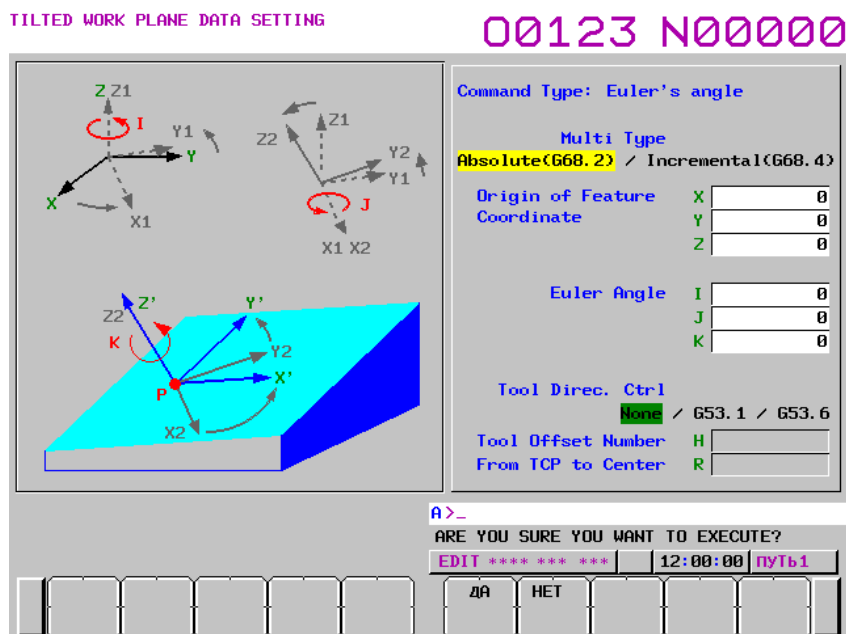 TILTED WORK PLANE DATA SETTING
O0123 N00000
Z Z1
I
Y1
Y
X
X1
Z1
Z2
Y2
Y1
J
X1 X2
Z2 Z'
Y'
K
Y2
P
X'
X2
Command Type: Euler's angle
Multi Type
Absolute(G68.2) / Incremental(G68.4)
Origin of Feature X 0
Coordinate Y 0
Z 0
Euler Angle I 0
J 0
K 0
Tool Direc. Ctrl
None / G53.1 / G53.6
Tool Offset Number H
From TCP to Center R
A>_
ARE YOU SURE YOU WANT TO EXECUTE?
EDIT **** *** *** 12:00:00 ПУТЬ1
ДА НЕТ